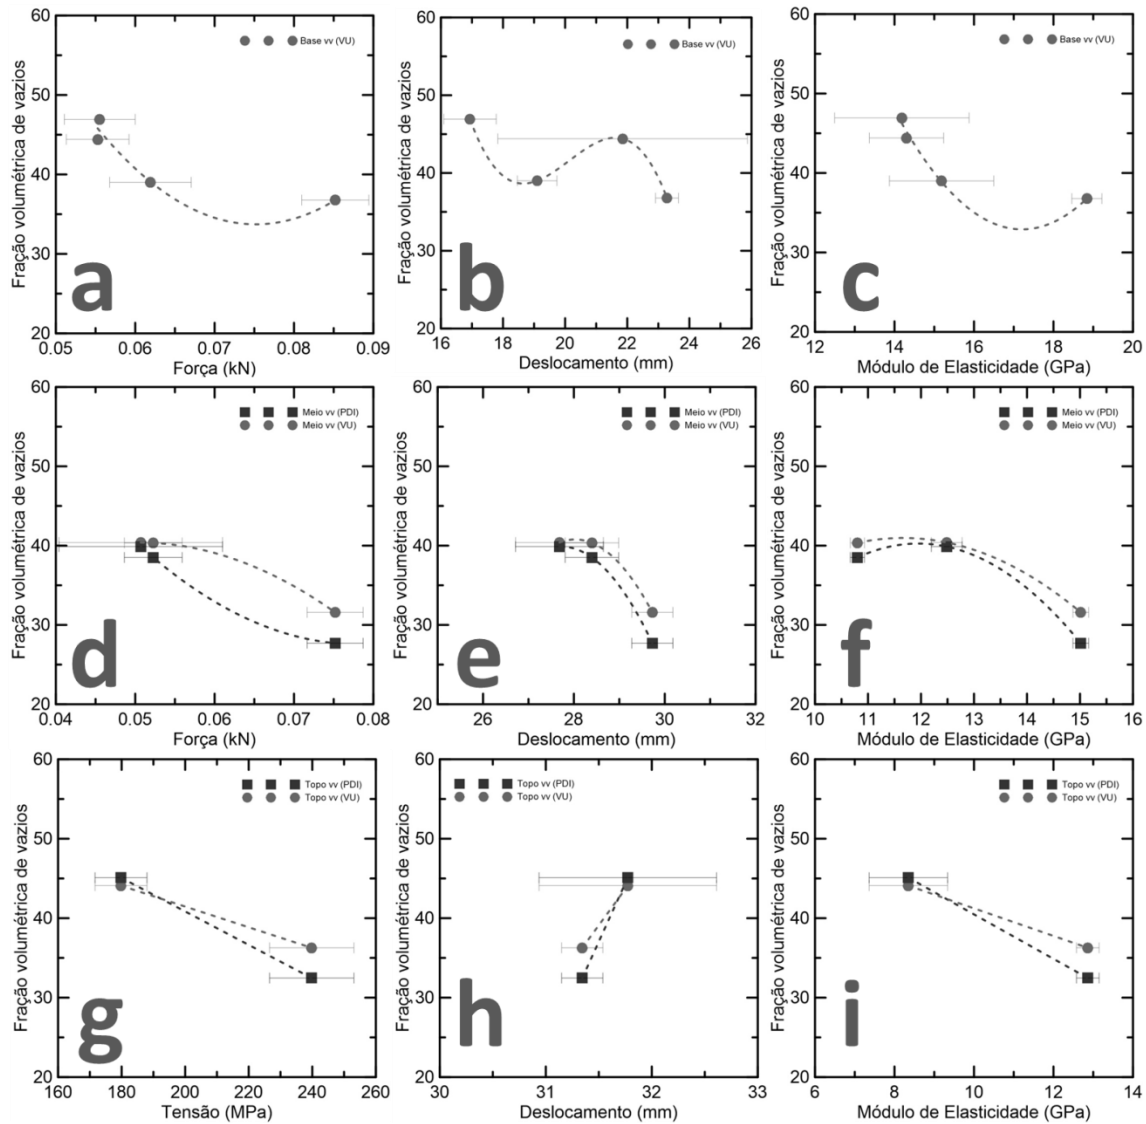 60
50
40
30
20
Fração volumétrica de vazios
Base vv (VU)
a
0.05 0.06 0.07 0.08 0.09
Força (kN)
60
50
40
30
20
Fração volumétrica de vazios
Base vv (VU)
b
16 18 20 22 24 26
Deslocamento (mm)
60
50
40
30
20
Fração volumétrica de vazios
Base vv (VU)
c
12 14 16 18 20
Módulo de Elasticidade (GPa)
60
50
40
30
20
Fração volumétrica de vazios
Meio vv (PDI)
Meio vv (VU)
d
0.04 0.05 0.06 0.07 0.08
Força (kN)
60
50
40
30
20
Fração volumétrica de vazios
Meio vv (PDI)
Meio vv (VU)
e
26 28 30 32
Deslocamento (mm)
60
50
40
30
20
Fração volumétrica de vazios
Meio vv (PDI)
Meio vv (VU)
f
10 11 12 13 14 15 16
Módulo de Elasticidade (GPa)
60
50
40
30
20
Fração volumétrica de vazios
Topo vv (PDI)
Topo vv (VU)
g
160 180 200 220 240 260
Tensão (MPa)
60
50
40
30
20
Fração volumétrica de vazios
Topo vv (PDI)
Topo vv (VU)
h
30 31 32 33
Deslocamento (mm)
60
50
40
30
20
Fração volumétrica de vazios
Topo vv (PDI)
Topo vv (VU)
i
6 8 10 12 14
Módulo de Elasticidade (GPa)